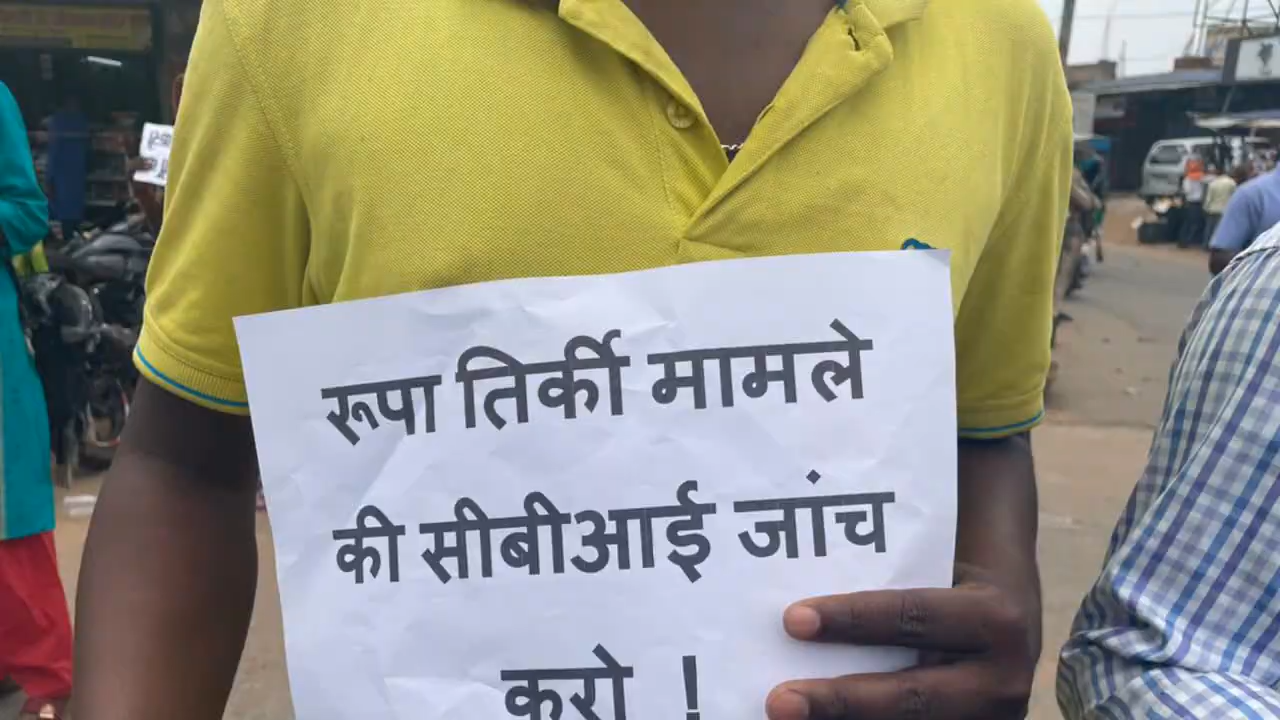 रूपा तिर्की मामले
की सीबीआई जांच
करो !